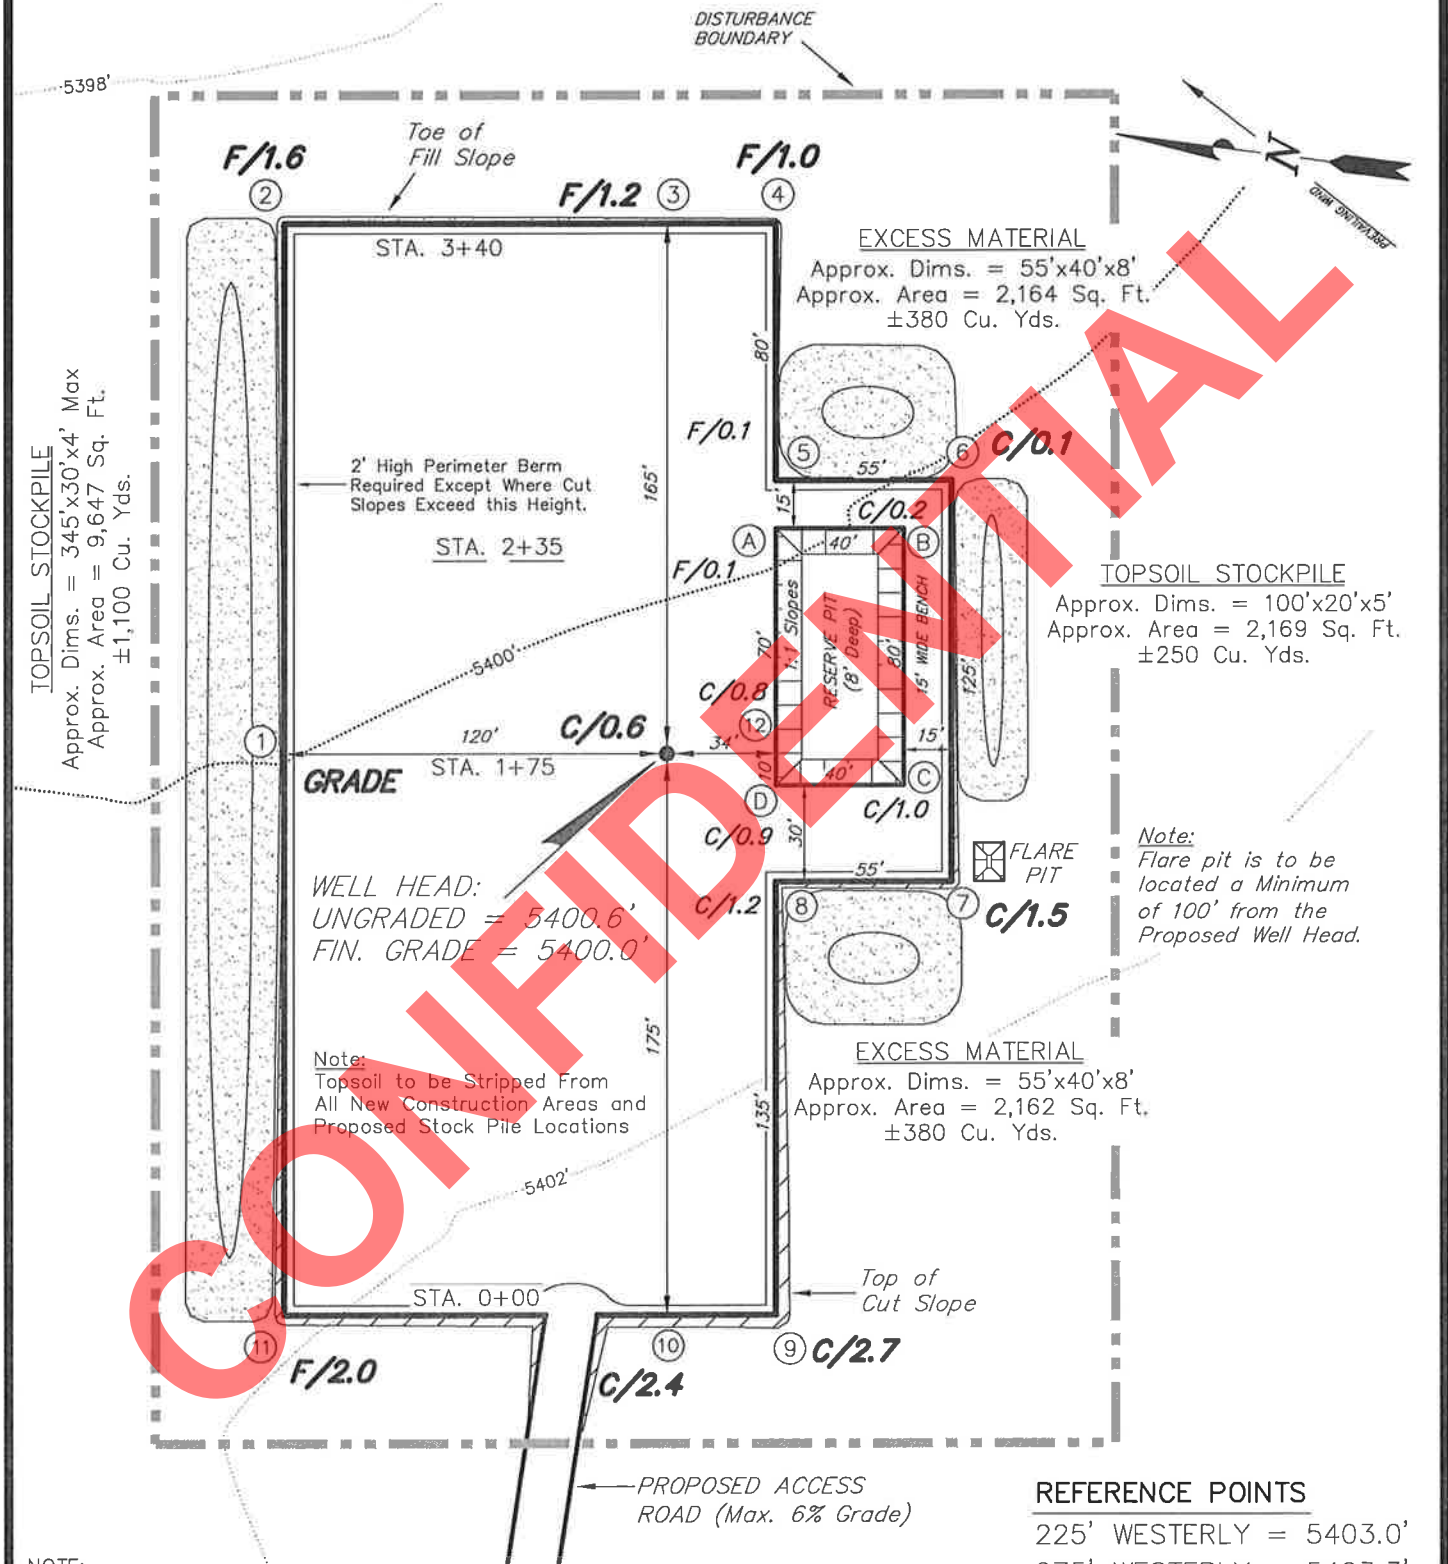 DISTURBANCE
BOUNDARY
5398'
Toe of
Fill Slope
F/1.6
2
F/1.2
3
F/1.0
4
N
PREVAILING WIND
STA. 3+40
EXCESS MATERIAL
Approx. Dims. = 55'x40'x8'
Approx. Area = 2,164 Sq. Ft.
±380 Cu. Yds.
80'
TOPSOIL STOCKPILE
Approx. Dims. = 345'x30'x4' Max
Approx. Area = 9,647 Sq. Ft.
±1,100 Cu. Yds.
F/0.1
5
6
C/0.1
55'
2' High Perimeter Berm
Required Except Where Cut
Slopes Exceed this Height.
165'
15'
C/0.2
STA. 2+35
A
40'
B
F/0.1
TOPSOIL STOCKPILE
Approx. Dims. = 100'x20'x5'
Approx. Area = 2,169 Sq. Ft.
±250 Cu. Yds.
70'
1:1 Slopes
RESERVE PIT
(8' Deep)
80'
15' WIDE BENCH
125'
5400'
C/0.8
12
1
120'
C/0.6
34'
15'
GRADE
STA. 1+75
10'
40'
C
D
C/1.0
C/0.9
30'
FLARE
PIT
Note:
Flare pit is to be
located a Minimum
of 100' from the
Proposed Well Head.
WELL HEAD:
UNGRADED = 5400.6'
FIN. GRADE = 5400.0'
55'
C/1.2
8
7
C/1.5
175'
Note:
Topsoil to be Stripped From
All New Construction Areas and
Proposed Stock Pile Locations
EXCESS MATERIAL
Approx. Dims. = 55'x40'x8'
Approx. Area = 2,162 Sq. Ft.
±380 Cu. Yds.
135'
5402'
STA. 0+00
Top of
Cut Slope
11
F/2.0
10
C/2.4
9
C/2.7
PROPOSED ACCESS
ROAD (Max. 6% Grade)
REFERENCE POINTS
225' WESTERLY = 5403.0'
NOTE:
CONFIDENTIAL